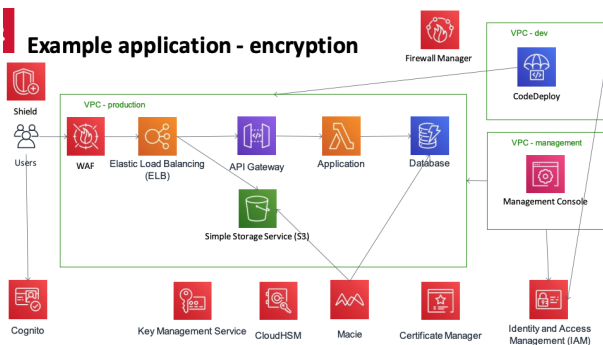 Example application - encryption
Firewall Manager
VPC - dev
CodeDeploy
Shield
VPC - production
Users
WAF
Elastic Load Balancing
(ELB)
API Gateway
Application
Database
VPC - management
Management Console
Simple Storage Service (S3)
Cognito
Key Management Service
CloudHSM
Macie
Certificate Manager
Identity and Access
Management (IAM)